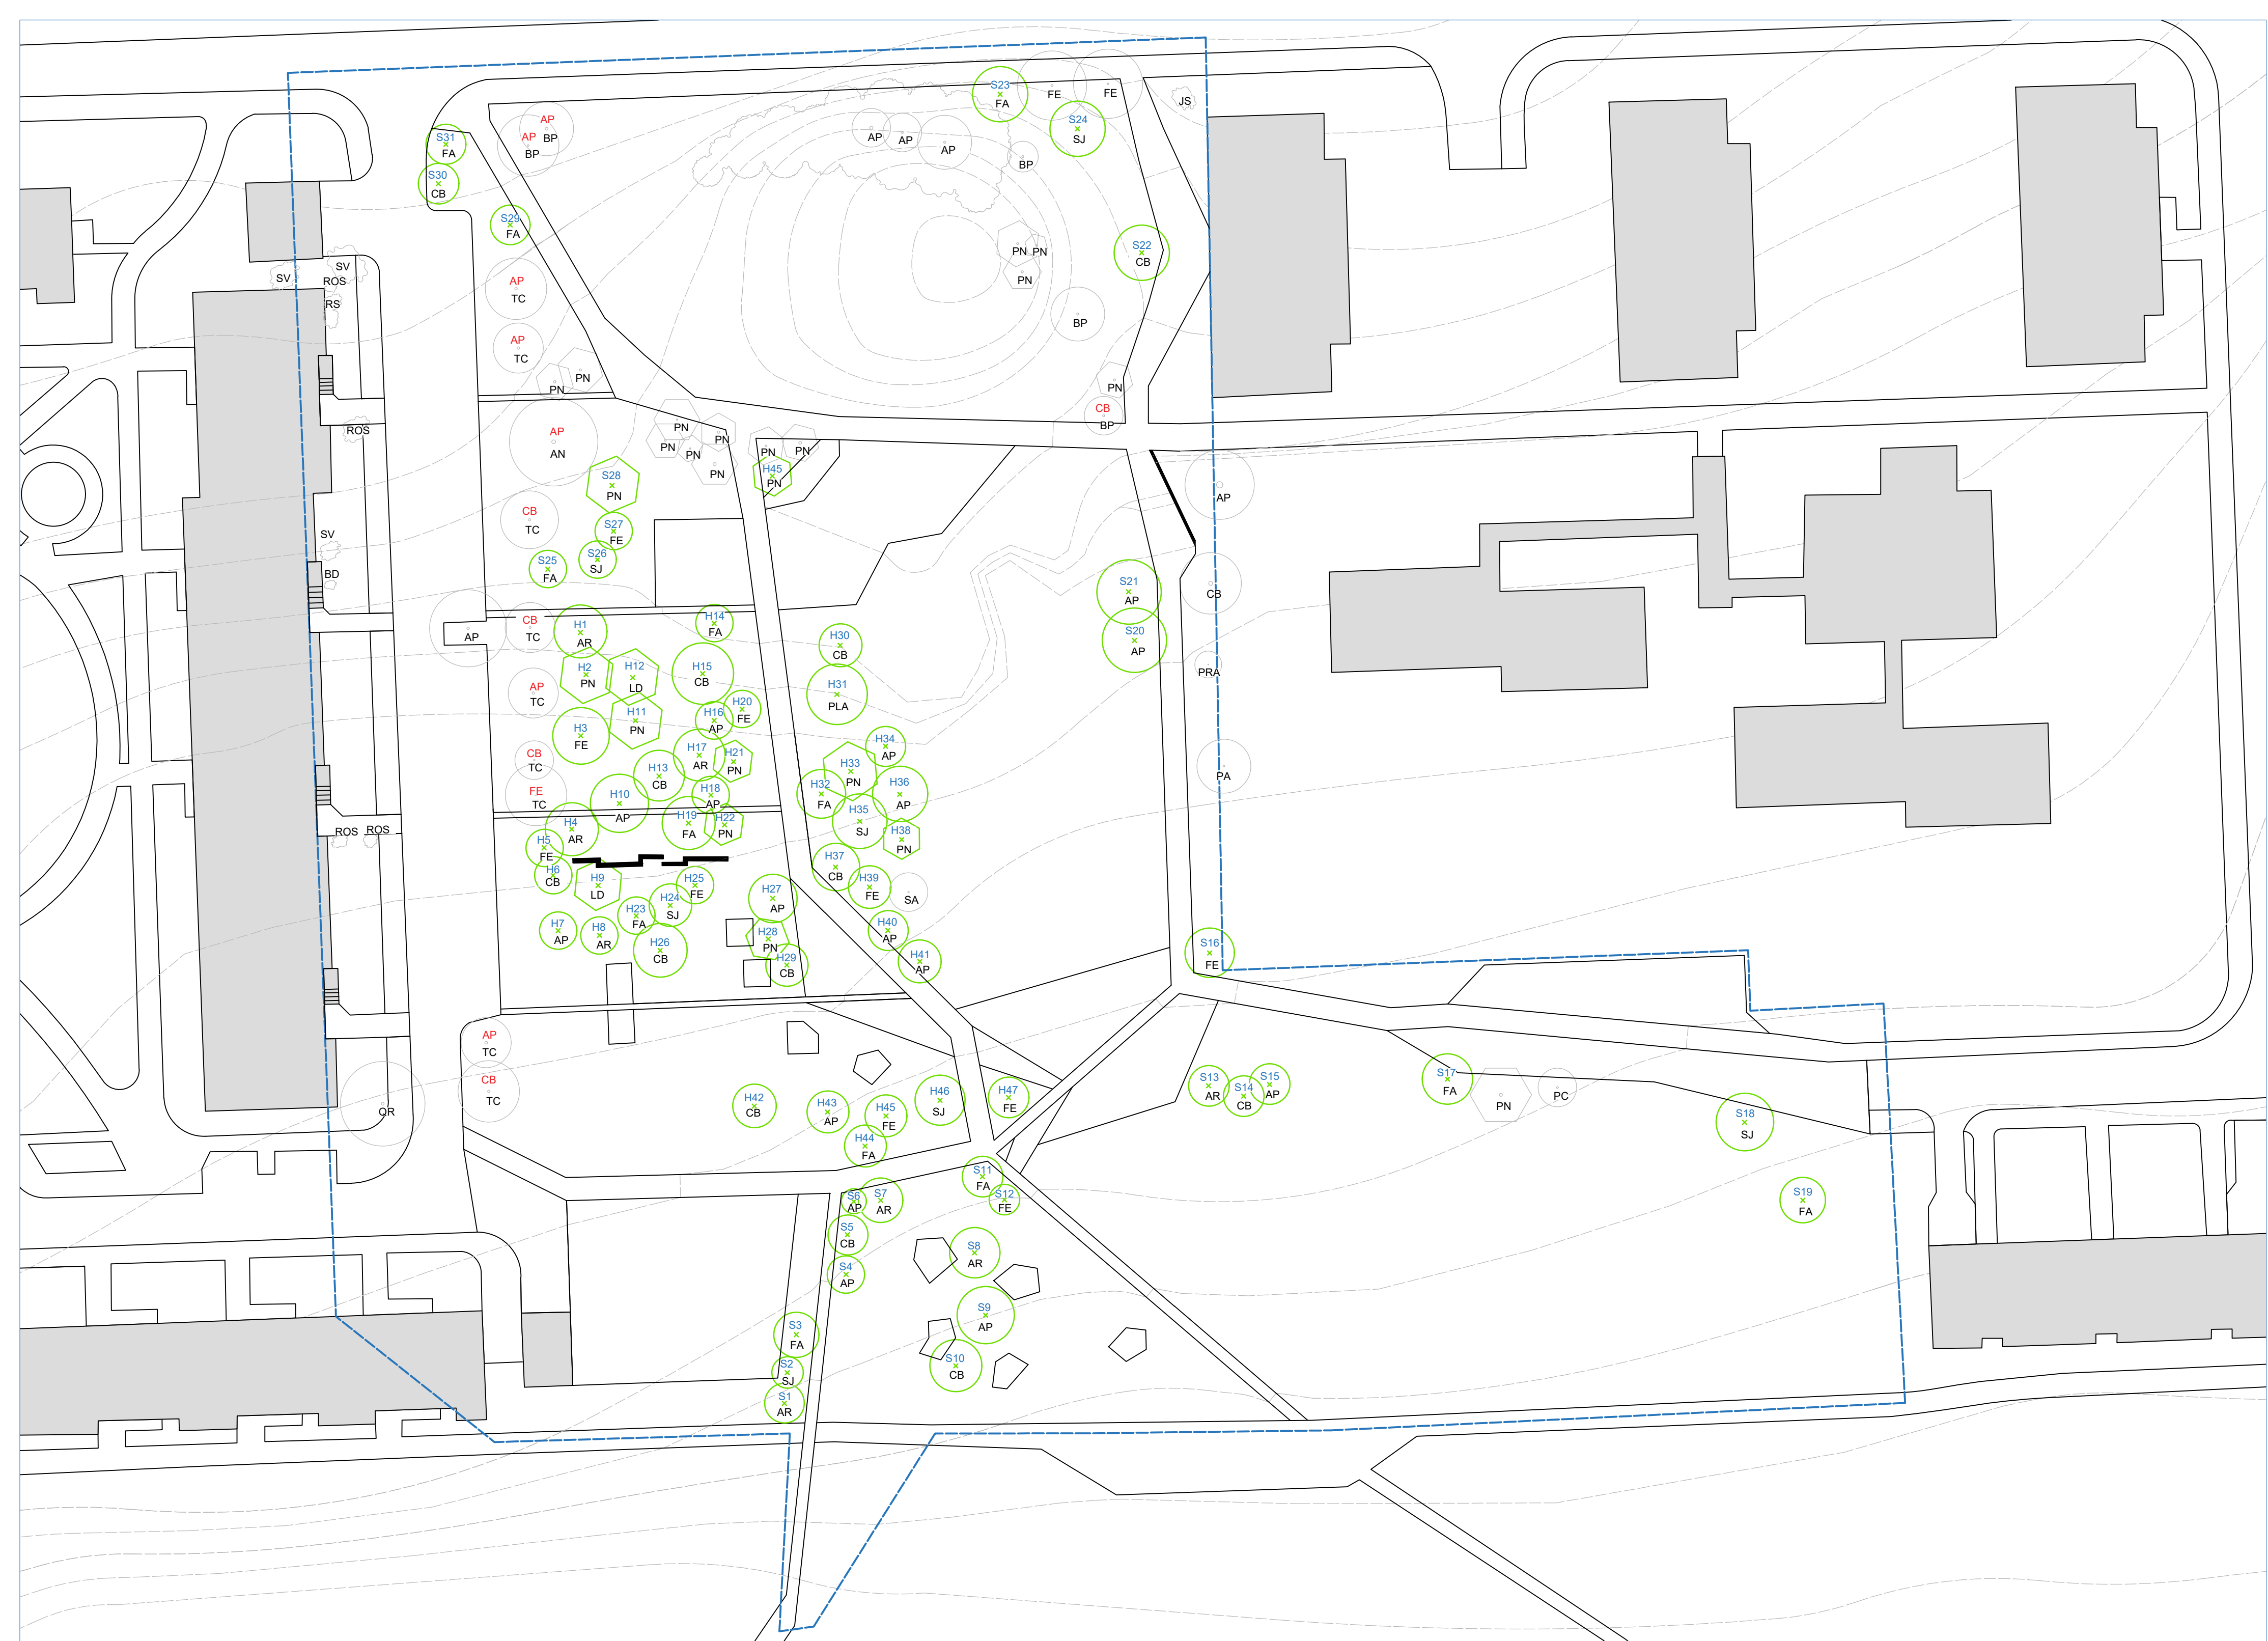 S23
FA
FE
FE
JS
S24
SJ
AP
BP
AP
BP
AP
AP
AP
BP
S31
FA
S30
CB
S29
FA
S22
CB
PN
PN
PN
SV
SV
ROS
RS
AP
TC
BP
AP
TC
PN
PN
PN
CB
BP
ROS
AP
AN
PN
PN
PN
PN
PN
PN
PN
H45
PN
S28
PN
AP
CB
TC
S27
FE
SV
S26
SJ
S25
FA
BD
S21
AP
CB
AP
CB
TC
H1
AR
H14
FA
H30
CB
S20
AP
H2
PN
H12
LD
H15
CB
PRA
AP
TC
H31
PLA
H11
PN
H16
AP
H20
FE
H3
FE
H34
AP
CB
TC
H17
AR
H21
PN
H13
CB
H33
PN
PA
FE
TC
H10
AP
H18
AP
H32
FA
H36
AP
H4
AR
H19
FA
H22
PN
H35
SJ
H38
PN
ROS
ROS
H5
FE
H6
CB
H9
LD
H25
FE
H37
CB
H39
FE
SA
H24
SJ
H27
AP
H23
FA
H7
AP
H8
AR
H26
CB
H28
PN
H29
CB
H40
AP
H41
AP
S16
FE
AP
TC
CB
TC
QR
H42
CB
H43
AP
H45
FE
H44
FA
H46
SJ
H47
FE
S13
AR
S14
CB
S15
AP
S17
FA
PN
PC
S18
SJ
S11
FA
S12
FE
S6
AP
S7
AR
S19
FA
S5
CB
S4
AP
S8
AR
S9
AP
S3
FA
S10
CB
S2
SJ
S1
AR